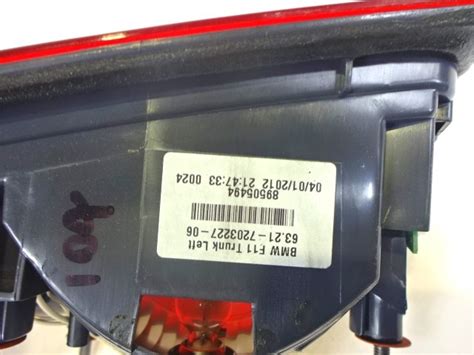 BMW F11 Trunk Left
63.21-7203227-06
89505494
04/01/2012 21:47:33 0024